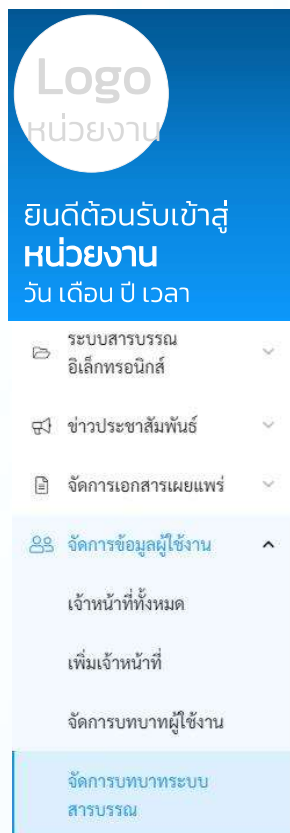 Logo
หน่วยงาน
ยินดีต้อนรับเข้าสู่
หน่วยงาน
วัน เดือน ปี เวลา
ระบบสารบรรณ
อิเล็กทรอนิกส์
ข่าวประชาสัมพันธ์
จัดการเอกสารเผยแพร่
จัดการข้อมูลผู้ใช้งาน
เจ้าหน้าที่ทั้งหมด
เพิ่มเจ้าหน้าที่
จัดการบทบาทผู้ใช้งาน
จัดการบทบาทระบบ
สารบรรณ